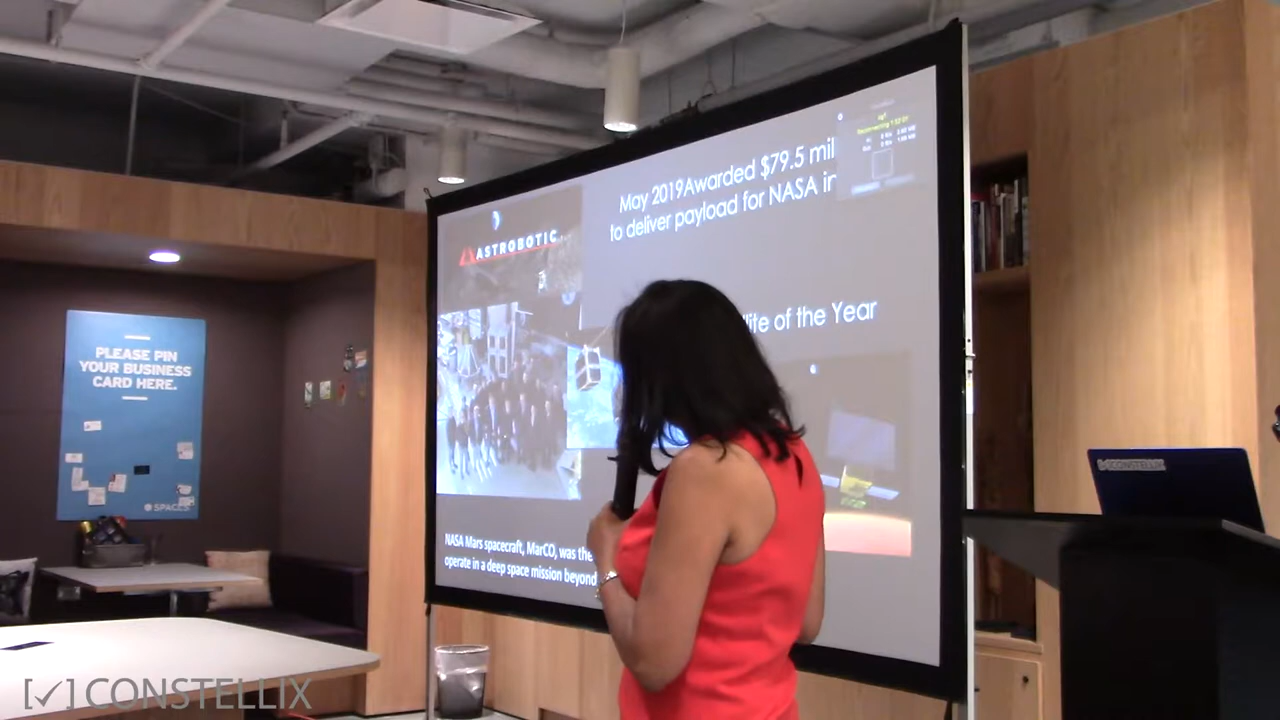 PLEASE PIN
YOUR BUSINESS
CARD HERE.
SPACES
ASTROBOTIC
May 2019Awarded $79.5 mil
to deliver payload for NASA in
lite of the Year
NASA Mars spacecraft, MarCO, was the
operate in a deep space mission beyond
CONSTELLIX
[✓] CONSTELLIX